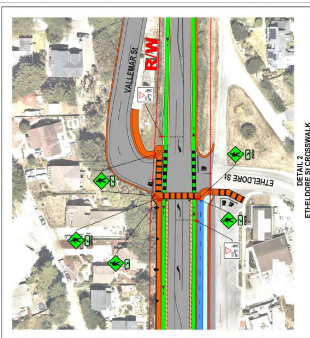 VALLEMAR St
R/W
ETHELDORE St
DETAIL 2
ETHELDORE St CROSSWALK